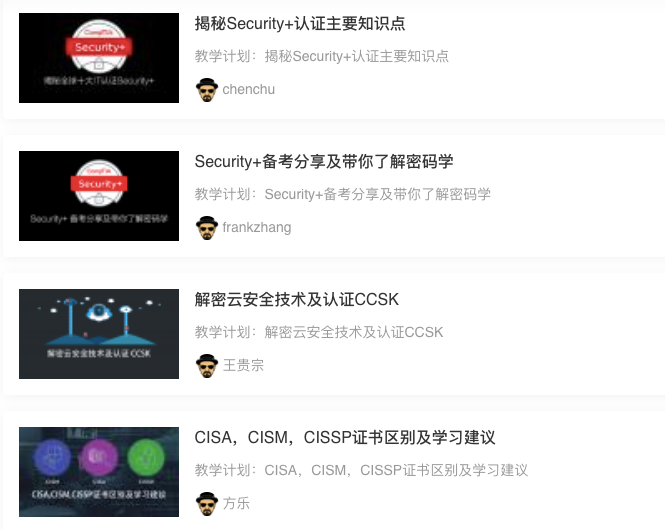 CompTIA
Security+
揭秘全球十大IT认证Security+
揭秘Security+认证主要知识点
教学计划：揭秘Security+认证主要知识点
chenchu
CompTIA
Security+
Security+ 备考分享及带你了解密码学
Security+备考分享及带你了解密码学
教学计划：Security+备考分享及带你了解密码学
frankzhang
解密云安全技术及认证 CCSK
解密云安全技术及认证CCSK
教学计划：解密云安全技术及认证CCSK
王贵宗
CISA,CISM,CISSP证书区别及学习建议
CISA，CISM，CISSP证书区别及学习建议
教学计划：CISA，CISM，CISSP证书区别及学习建议
方乐